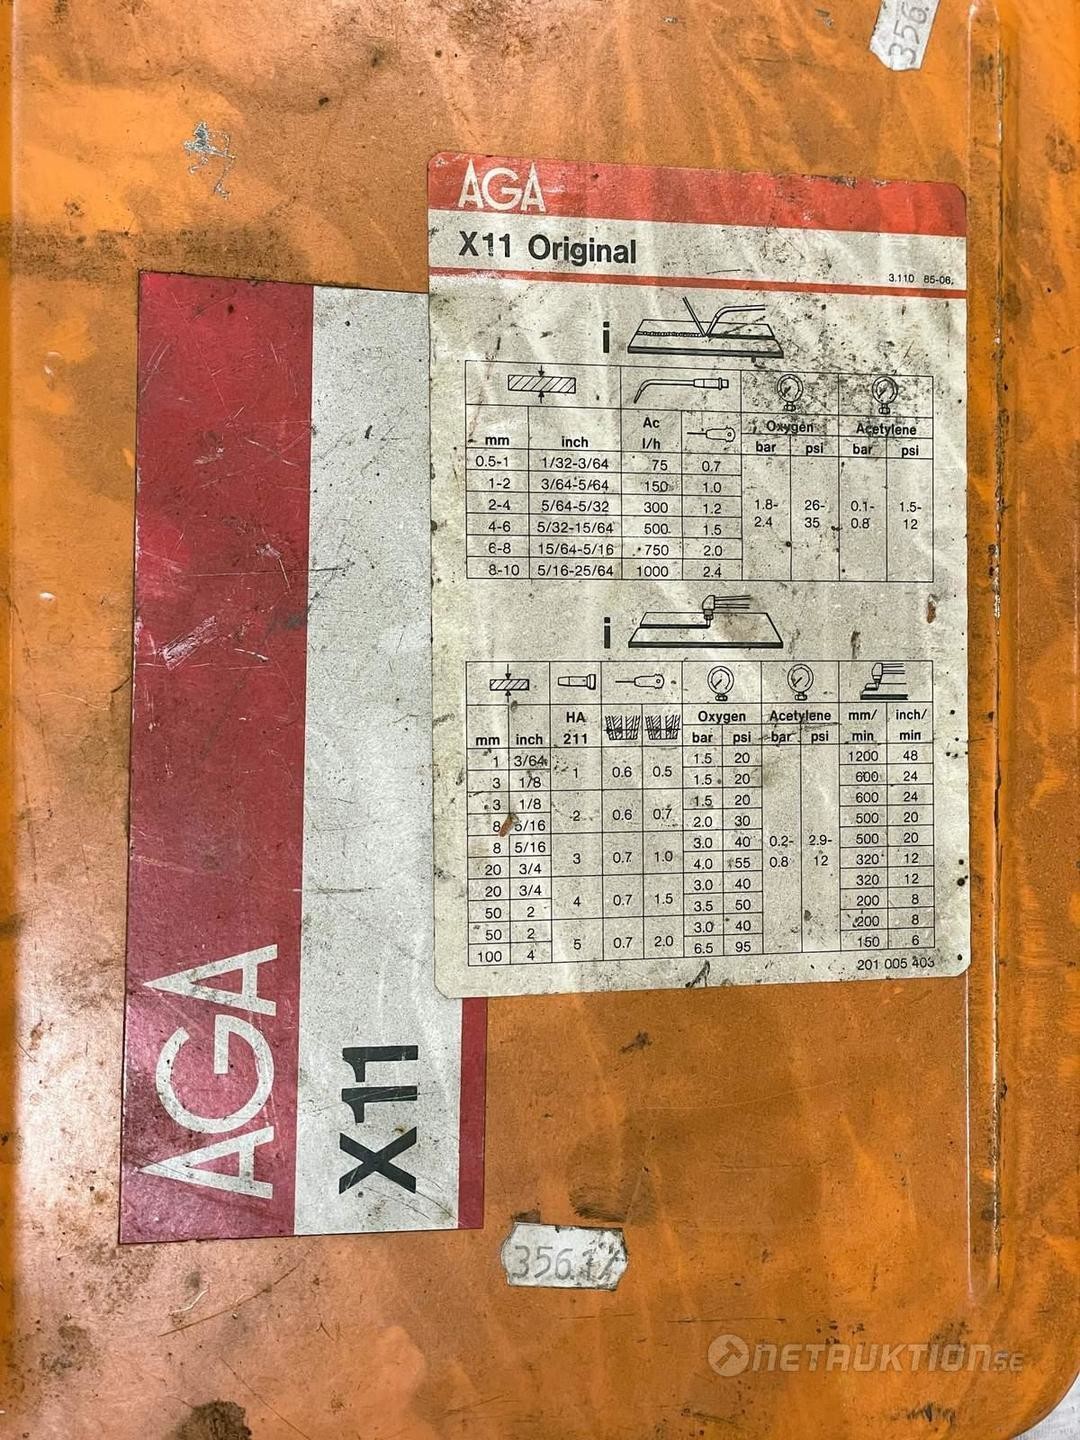 356.
AGA
X11 Original
3.110 85-06.
i
Oxygen Acetylene
mm inch Ac l/h bar psi bar psi
0.5-1 1/32-3/64 75 0.7
1-2 3/64-5/64 150 1.0
2-4 5/64-5/32 300 1.2 1.8-2.4 26-35 0.1-0.8 1.5-12
4-6 5/32-15/64 500 1.5
6-8 15/64-5/16 750 2.0
8-10 5/16-25/64 1000 2.4
i
HA 211 Oxygen Acetylene mm/min inch/min
mm inch bar psi bar psi
1 3/64 1 0.6 0.5 1.5 20 1200 48
3 1/8 1.5 20 600 24
3 1/8 2 0.6 0.7 1.5 20 600 24
8 5/16 2.0 30 500 20
8 5/16 3 0.7 1.0 3.0 40 0.2-0.8 2.9-12 500 20
20 3/4 4.0 55 320 12
20 3/4 4 0.7 1.5 3.0 40 320 12
50 2 3.5 50 200 8
50 2 5 0.7 2.0 3.0 40 200 8
100 4 6.5 95 150 6
201 005 403
AGA
X11
356.17
NETAUKTION.SE